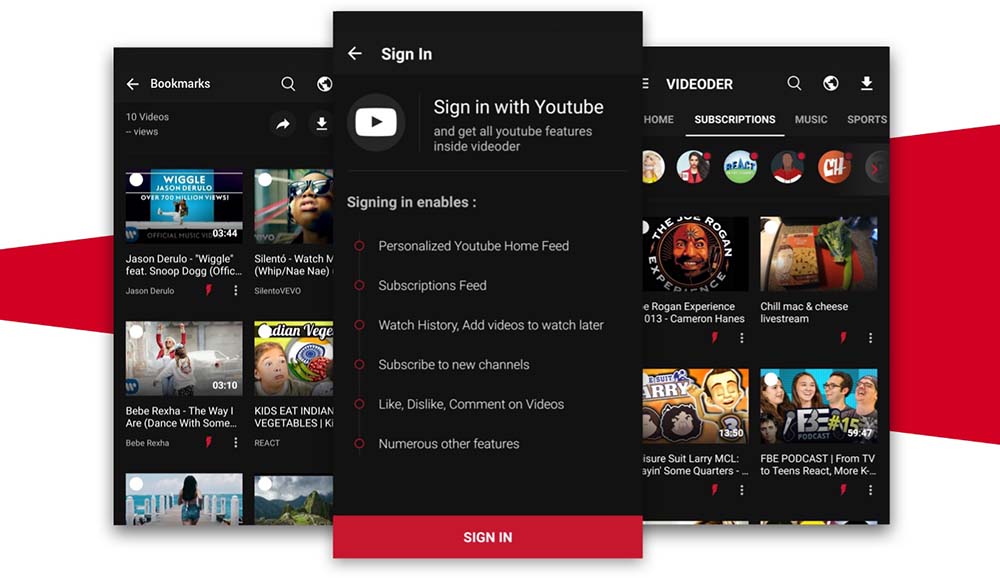 Bookmarks
10 Videos
-- views
WIGGLE
JASON DERULO
OVER 700 MILLION VIEWS!
OFFICIAL MUSIC VID
03:44
Jason Derulo - "Wiggle"
feat. Snoop Dogg (Offic...
Jason Derulo
vevo
Silentó - Watch M
(Whip/Nae Nae) (
SilentoVEVO
03:10
Bebe Rexha - The Way I
Are (Dance With Some...
Bebe Rexha
ndian Vege
KIDS EAT INDIAN
VEGETABLES | Ki
REACT
Sign In
Sign in with Youtube
and get all youtube features
inside videoder
Signing in enables :
Personalized Youtube Home Feed
Subscriptions Feed
Watch History, Add videos to watch later
Subscribe to new channels
Like, Dislike, Comment on Videos
Numerous other features
SIGN IN
VIDEODER
HOME
SUBSCRIPTIONS
MUSIC
SPORTS
REACT
CH
THE JOE ROGAN
EXPERIENCE
e Rogan Experience
013 - Cameron Hanes
Chill mac & cheese
livestream
E SUIT
ARRY
3
13:50
eisure Suit Larry MCL:
ayin' Some Quarters - ...
FBE
PODCAST
#15
59:47
FBE PODCAST | From TV
to Teens React, More K-...